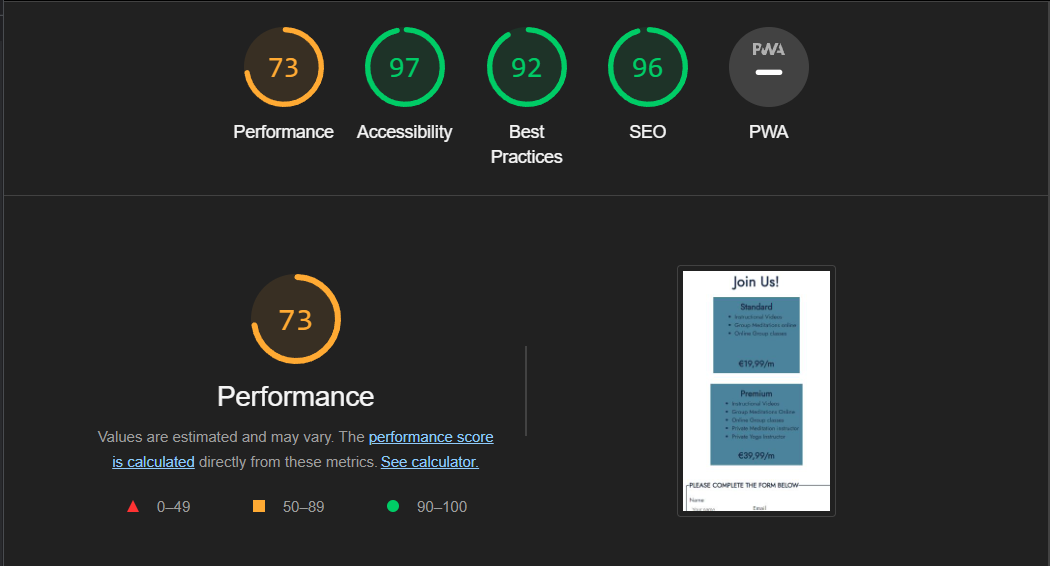 73
97
92
96
PWA
Performance
Accessibility
Best
Practices
SEO
PWA
73
Performance
Values are estimated and may vary. The performance score
is calculated directly from these metrics. See calculator.
0–49
50–89
90–100
Join Us!
Standard
Instructional Videos
Group Meditations online
Online Group classes
€19,99/m
Premium
Instructional Videos
Group Meditations Online
Online Group classes
Private Meditation instructor
Private Yoga Instructor
€39,99/m
PLEASE COMPLETE THE FORM BELOW
Name
Your name
Email